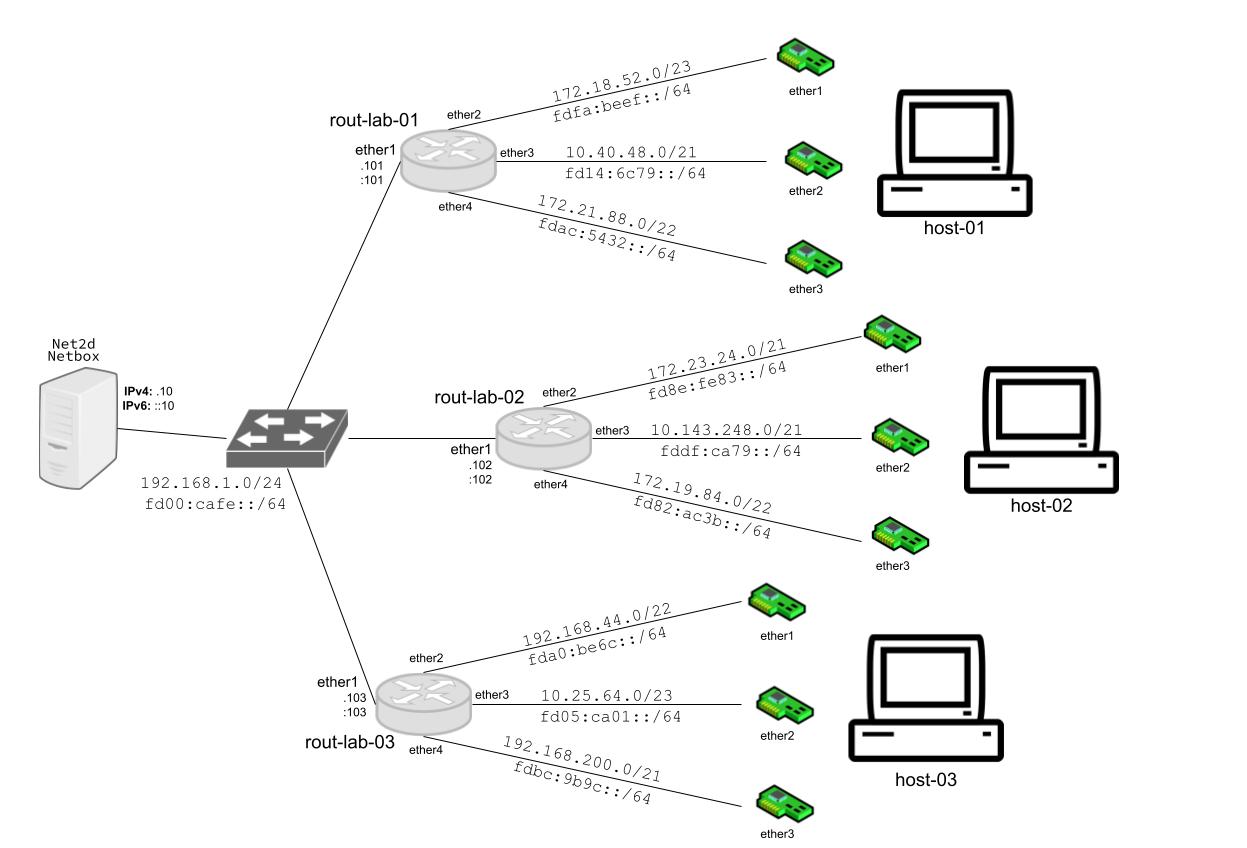 172.18.52.0/23
fdfa:beef::/64
ether1
rout-lab-01
ether2
ether1
.101
:101
ether3
10.40.48.0/21
fd14:6c79::/64
ether2
host-01
ether4
172.21.88.0/22
fdac:5432::/64
ether3
Net2d
Netbox
IPv4: .10
IPv6: ::10
192.168.1.0/24
fd00:cafe::/64
172.23.24.0/21
fd8e:fe83::/64
ether1
rout-lab-02
ether2
ether1
.102
:102
ether3
10.143.248.0/21
fddf:ca79::/64
ether2
host-02
ether4
172.19.84.0/22
fd82:ac3b::/64
ether3
192.168.44.0/22
fda0:be6c::/64
ether1
ether2
ether1
.103
:103
rout-lab-03
ether3
10.25.64.0/23
fd05:ca01::/64
ether2
host-03
ether4
192.168.200.0/21
fdbc:9b9c::/64
ether3